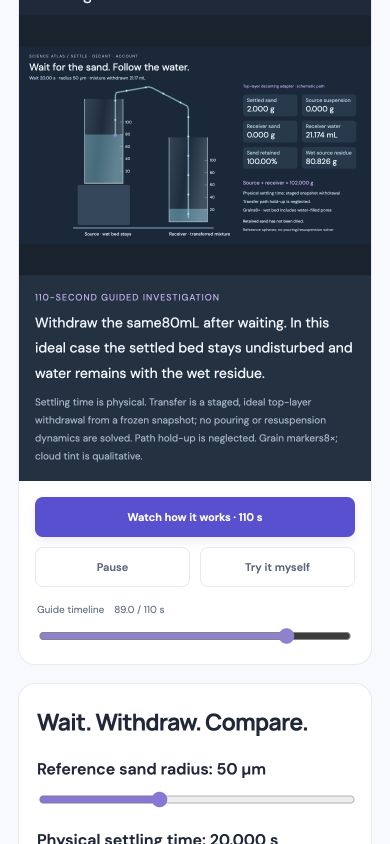 SCIENCE ATLAS / SETTLE · DECANT · ACCOUNT
Wait for the sand. Follow the water.
Wait 20.00 s · radius 50 µm · mixture withdrawn 21.17 mL
Top-layer decanting adapter · schematic path
Settled sand
2.000 g
Source suspension
0.000 g
Receiver sand
0.000 g
Receiver water
21.174 mL
Sand retained
100.00%
Wet source residue
80.826 g
Source + receiver = 102.000 g
Physical settling time; staged snapshot withdrawal
Transfer path hold-up is neglected.
Grains8× · wet bed includes water-filled pores
Retained sand has not been dried.
Reference spheres; no pouring/resuspension solver
100
80
60
40
20
100
80
60
40
20
Source · wet bed stays
Receiver · transferred mixture
110-SECOND GUIDED INVESTIGATION
Withdraw the same80mL after waiting. In this
ideal case the settled bed stays undisturbed and
water remains with the wet residue.
Settling time is physical. Transfer is a staged, ideal top-layer
withdrawal from a frozen snapshot; no pouring or resuspension
dynamics are solved. Path hold-up is neglected. Grain markers8×;
cloud tint is qualitative.
Watch how it works · 110 s
Pause
Try it myself
Guide timeline 89.0 / 110 s
Wait. Withdraw. Compare.
Reference sand radius: 50 µm
Physical settling time: 20.000 s